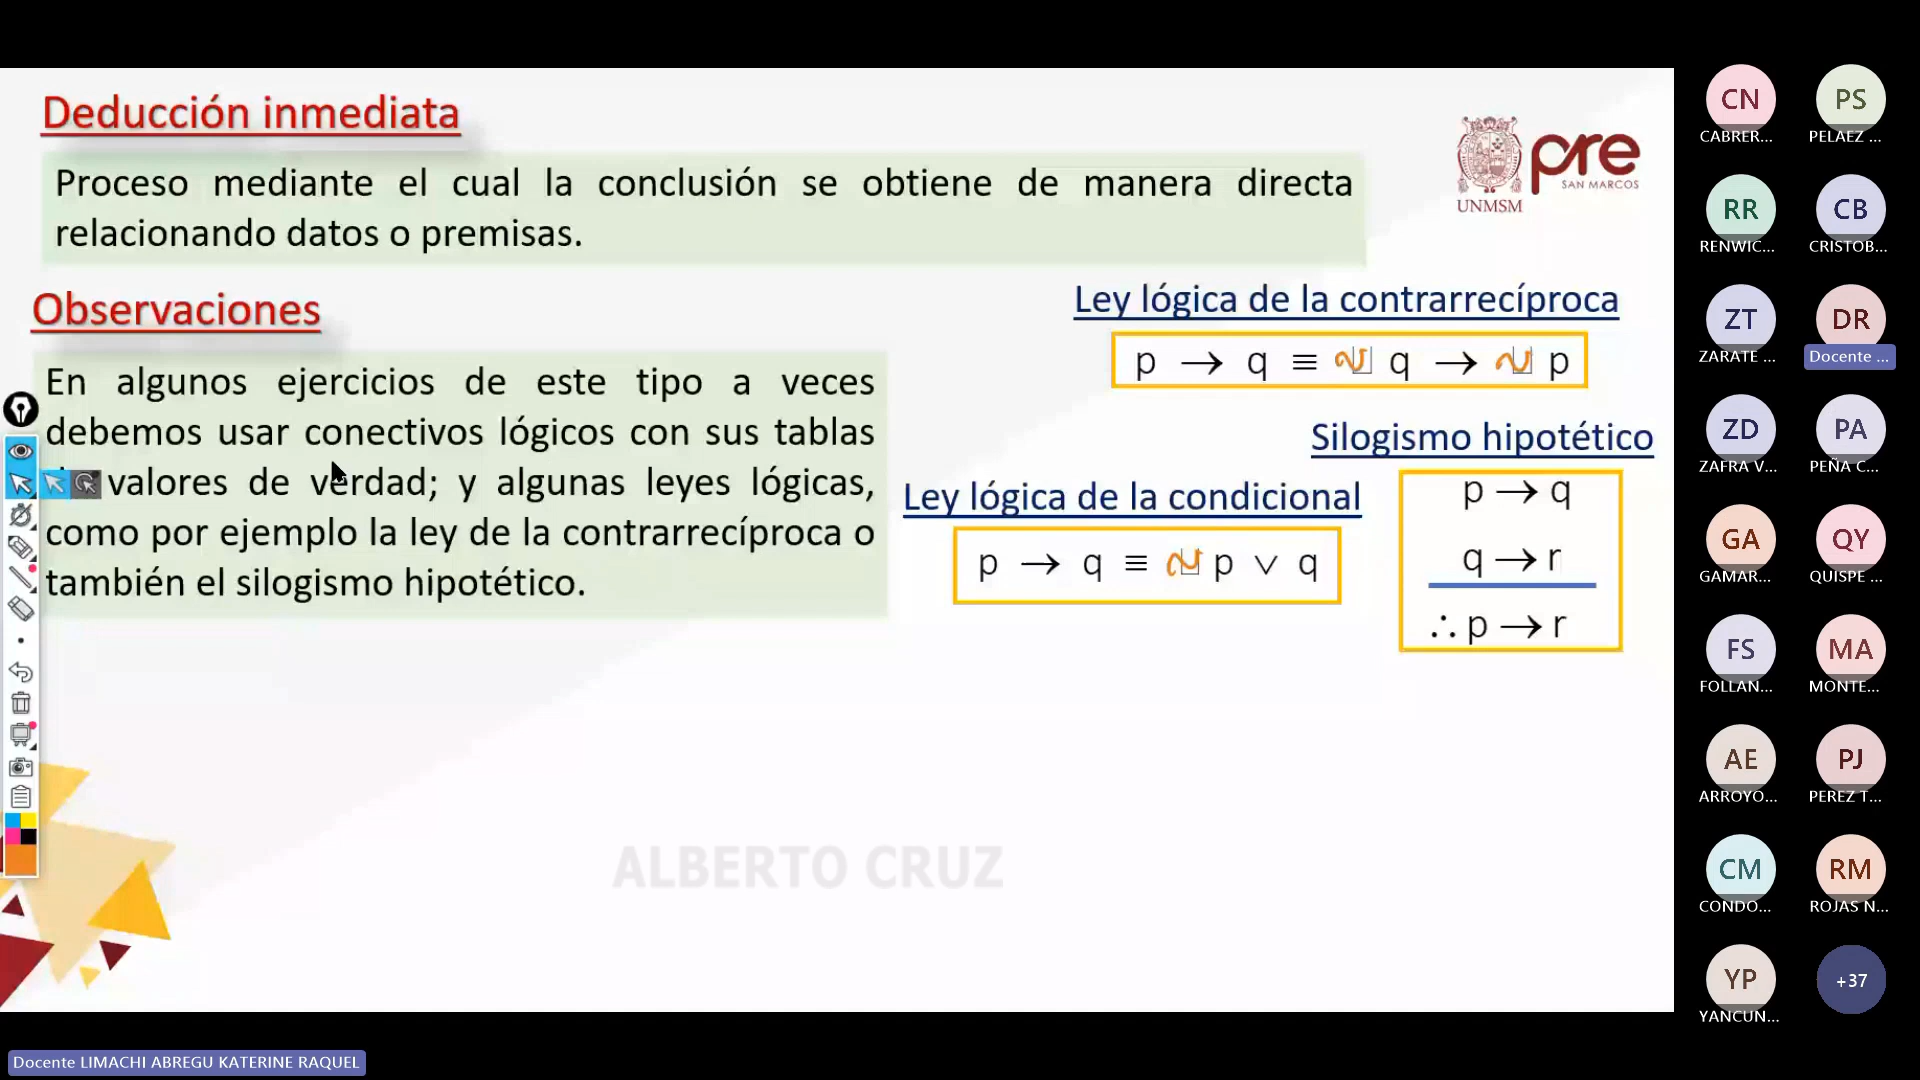 Deducción inmediata
Proceso mediante el cual la conclusión se obtiene de manera directa
relacionando datos o premisas.
UNMSM
pre
SAN MARCOS
Observaciones
En algunos ejercicios de este tipo a veces
debemos usar conectivos lógicos con sus tablas
valores de verdad; y algunas leyes lógicas,
como por ejemplo la ley de la contrarrecíproca o
también el silogismo hipotético.
Ley lógica de la contrarrecíproca
p → q ≡ ~ q → ~ p
Ley lógica de la condicional
p → q ≡ ~ p ∨ q
Silogismo hipotético
p → q
q → r
∴ p → r
ALBERTO CRUZ
CN
CABRER...
PS
PELAEZ ...
RR
RENWIC...
CB
CRISTOB...
ZT
ZARATE ...
DR
Docente ...
ZD
ZAFRA V...
PA
PEÑA C...
GA
GAMAR...
QY
QUISPE ...
FS
FOLLAN...
MA
MONTE...
AE
ARROYO...
PJ
PEREZ T...
CM
CONDO...
RM
ROJAS N...
YP
YANCUN...
+37
Docente LIMACHI ABREGU KATERINE RAQUEL